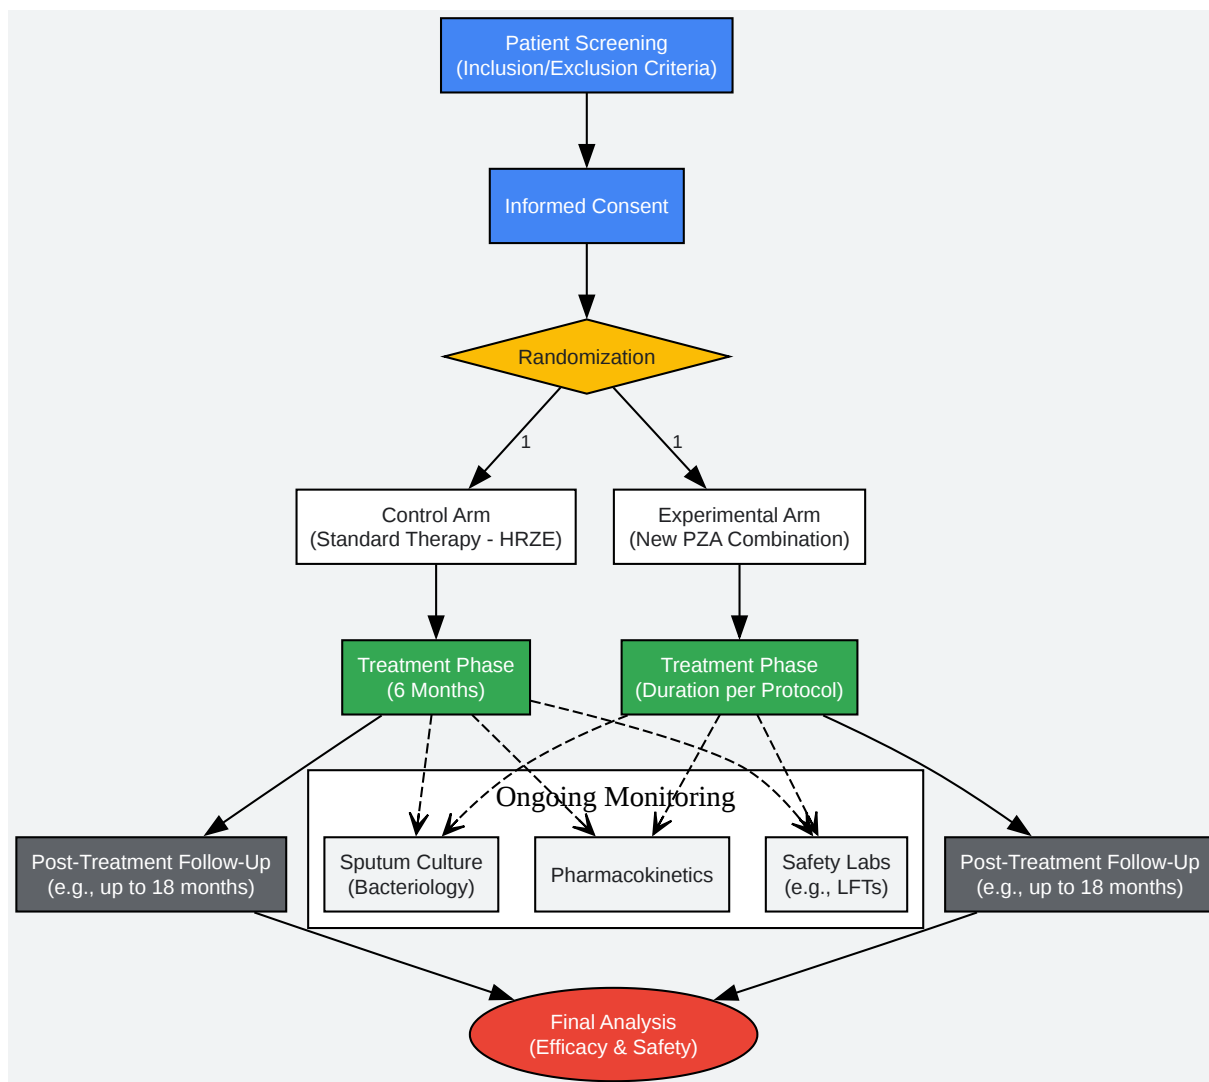 Patient Screening
(Inclusion/Exclusion Criteria)
Informed Consent
Randomization
1
1
Control Arm
(Standard Therapy - HRZE)
Experimental Arm
(New PZA Combination)
Treatment Phase
(6 Months)
Treatment Phase
(Duration per Protocol)
Ongoing Monitoring
Post-Treatment Follow-Up
(e.g., up to 18 months)
Sputum Culture
(Bacteriology)
Pharmacokinetics
Safety Labs
(e.g., LFTs)
Post-Treatment Follow-Up
(e.g., up to 18 months)
Final Analysis
(Efficacy & Safety)